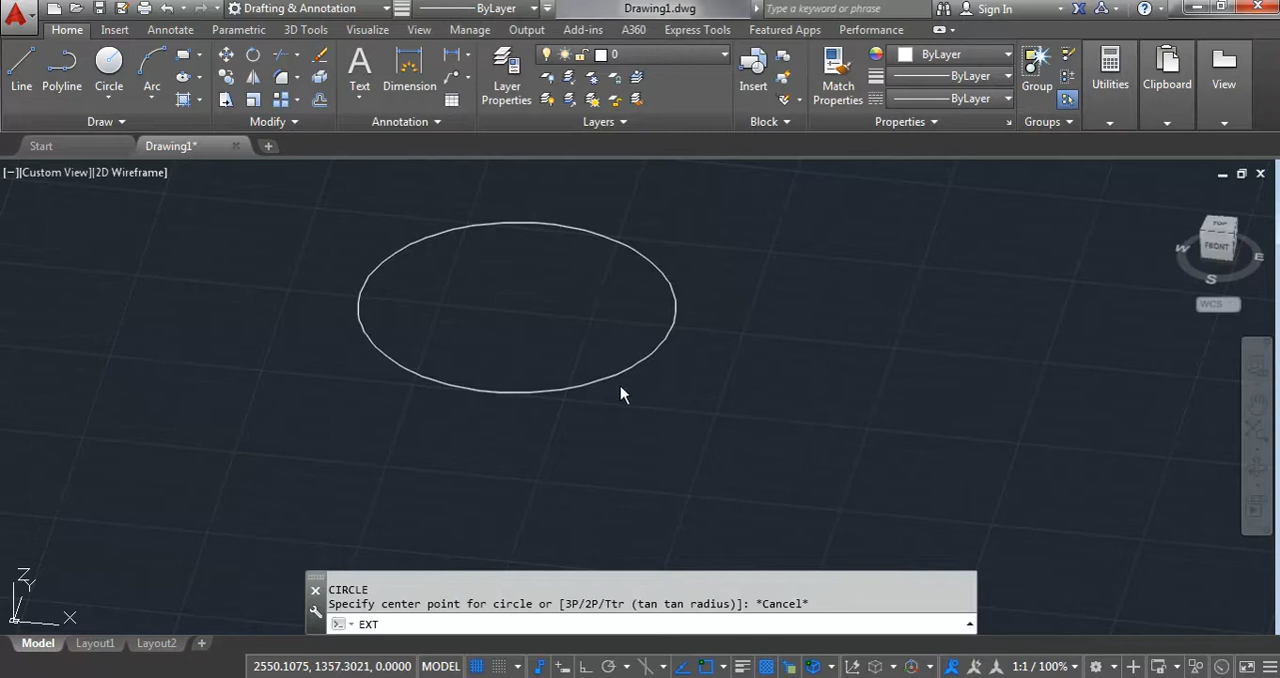 Drafting & Annotation
ByLayer
Drawing1.dwg
Type a keyword or phrase
Sign In
Home
Insert
Annotate
Parametric
3D Tools
Visualize
View
Manage
Output
Add-ins
A360
Express Tools
Featured Apps
Performance
Line
Polyline
Circle
Arc
Draw
Modify
Text
Dimension
Annotation
Layer Properties
0
Layers
Insert
Block
Match Properties
ByLayer
ByLayer
ByLayer
Properties
Group
Groups
Utilities
Clipboard
View
Start
Drawing1*
[−][Custom View][2D Wireframe]
TOP
FRONT
W
E
S
WCS
Z
Y
X
CIRCLE
Specify center point for circle or [3P/2P/Ttr (tan tan radius)]: *Cancel*
EXT
Model
Layout1
Layout2
2550.1075, 1357.3021, 0.0000
MODEL
1:1 / 100%